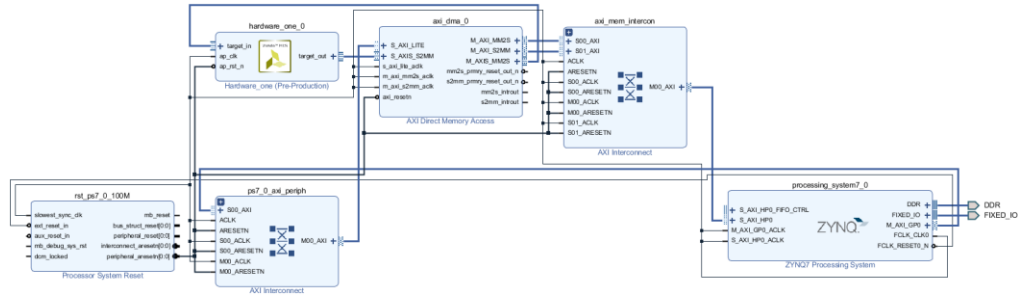 hardware_one_0
target_in
ap_clk
ap_rst_n
target_out
Hardware_one (Pre-Production)
axi_dma_0
S_AXI_LITE
S_AXIS_S2MM
s_axi_lite_aclk
m_axi_mm2s_aclk
m_axi_s2mm_aclk
axi_resetn
M_AXI_MM2S
M_AXI_S2MM
M_AXIS_MM2S
mm2s_prmry_reset_out_n
s2mm_prmry_reset_out_n
mm2s_introut
s2mm_introut
AXI Direct Memory Access
axi_mem_intercon
S00_AXI
S01_AXI
ACLK
ARESETN
S00_ACLK
S00_ARESETN
M00_ACLK
M00_ARESETN
S01_ACLK
S01_ARESETN
M00_AXI
AXI Interconnect
rst_ps7_0_100M
slowest_sync_clk
ext_reset_in
aux_reset_in
mb_debug_sys_rst
dcm_locked
mb_reset
bus_struct_reset[0:0]
peripheral_reset[0:0]
interconnect_aresetn[0:0]
peripheral_aresetn[0:0]
Processor System Reset
ps7_0_axi_periph
S00_AXI
ACLK
ARESETN
S00_ACLK
S00_ARESETN
M00_ACLK
M00_ARESETN
M00_AXI
AXI Interconnect
processing_system7_0
S_AXI_HP0_FIFO_CTRL
S_AXI_HP0
M_AXI_GP0_ACLK
S_AXI_HP0_ACLK
ZYNQ
DDR
FIXED_IO
M_AXI_GP0
FCLK_CLK0
FCLK_RESET0_N
ZYNQ7 Processing System
DDR
FIXED_IO